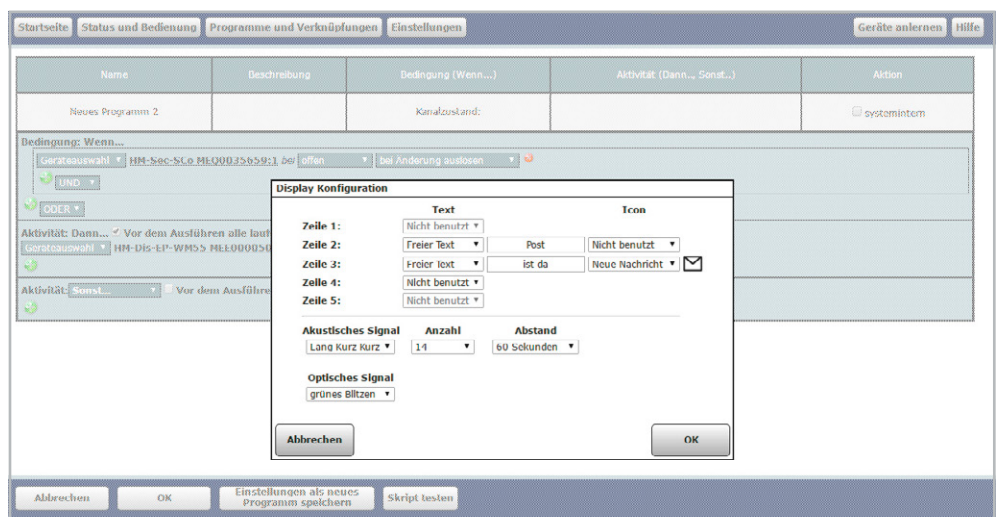 Startseite Status und Bedienung Programme und Verknüpfungen Einstellungen Geräte anlernen Hilfe
Name Beschreibung Bedingung (Wenn...) Aktivität (Dann.., Sonst..) Aktion
Neues Programm 2 Kanalzustand: systemintern
Bedingung: Wenn...
Geräteauswahl HM-Sec-SCo MEQ0035659:1 bei offen bei Änderung auslösen
UND
ODER
Aktivität: Dann... Vor dem Ausführen alle lauf
Geräteauswahl HM-Dis-EP-WM55 MEE000050
Aktivität: Sonst... Vor dem Ausführe
Display Konfiguration
Text Icon
Zeile 1: Nicht benutzt
Zeile 2: Freier Text Post Nicht benutzt
Zeile 3: Freier Text ist da Neue Nachricht
Zeile 4: Nicht benutzt
Zeile 5: Nicht benutzt
Akustisches Signal Anzahl Abstand
Lang Kurz Kurz 14 60 Sekunden
Optisches Signal
grünes Blitzen
Abbrechen OK
Abbrechen OK Einstellungen als neues Programm speichern Skript testen